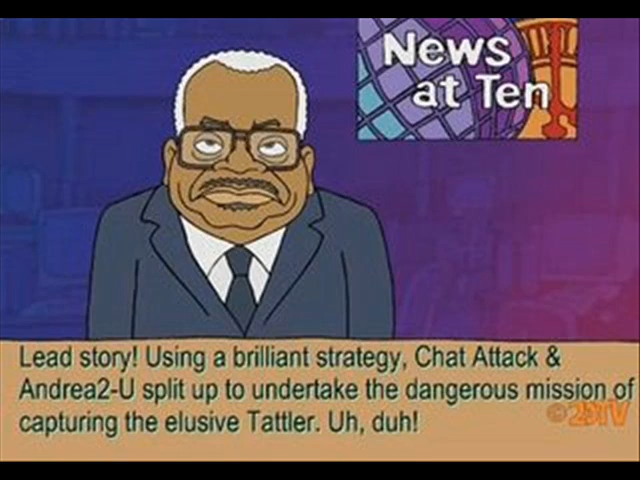 News
at Ten
Lead story! Using a brilliant strategy, Chat Attack &
Andrea2-U split up to undertake the dangerous mission of
capturing the elusive Tattler. Uh, duh!